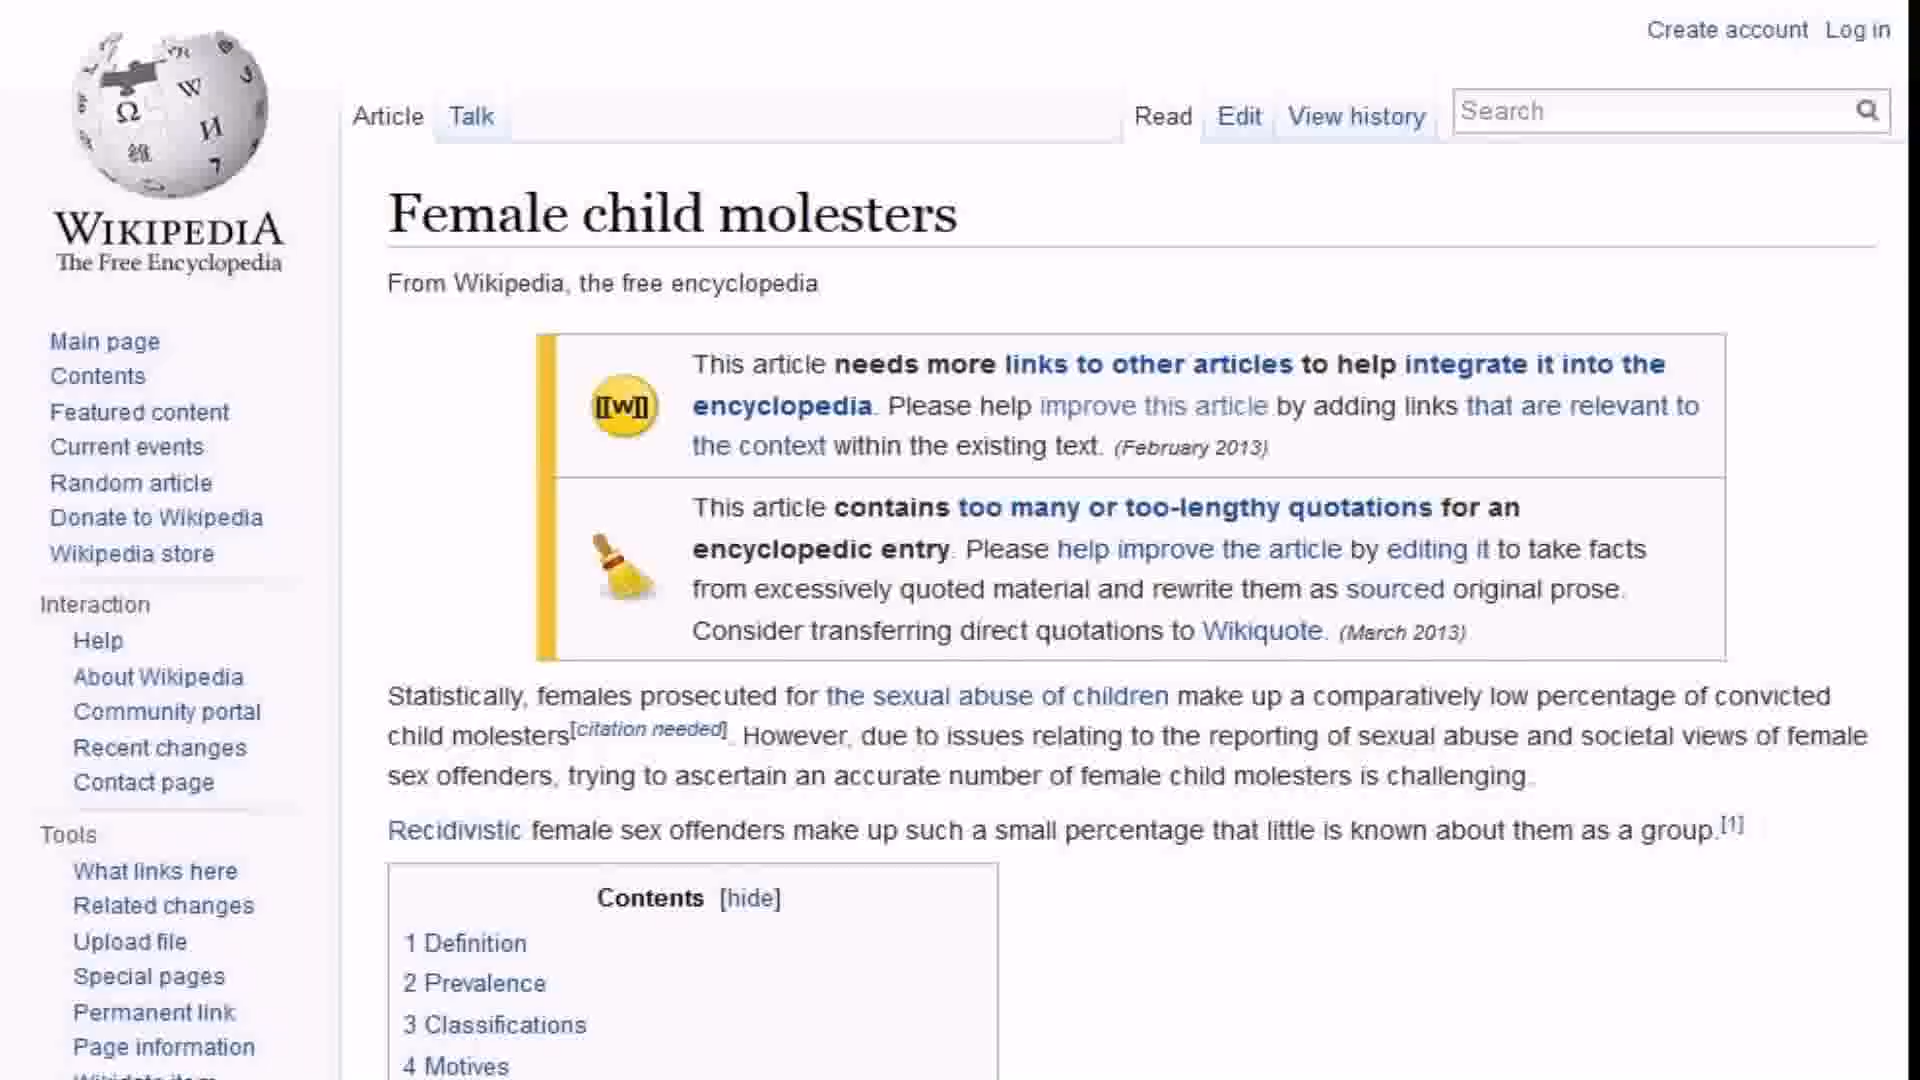 Create account Log in
Article Talk Read Edit View history Search
WIKIPEDIA
The Free Encyclopedia
Main page
Contents
Featured content
Current events
Random article
Donate to Wikipedia
Wikipedia store
Interaction
Help
About Wikipedia
Community portal
Recent changes
Contact page
Tools
What links here
Related changes
Upload file
Special pages
Permanent link
Page information
Wikidata item
Female child molesters
From Wikipedia, the free encyclopedia
[[W]]
This article needs more links to other articles to help integrate it into the
encyclopedia. Please help improve this article by adding links that are relevant to
the context within the existing text. (February 2013)
This article contains too many or too-lengthy quotations for an
encyclopedic entry. Please help improve the article by editing it to take facts
from excessively quoted material and rewrite them as sourced original prose.
Consider transferring direct quotations to Wikiquote. (March 2013)
Statistically, females prosecuted for the sexual abuse of children make up a comparatively low percentage of convicted
child molesters[citation needed]. However, due to issues relating to the reporting of sexual abuse and societal views of female
sex offenders, trying to ascertain an accurate number of female child molesters is challenging.
Recidivistic female sex offenders make up such a small percentage that little is known about them as a group.[1]
Contents [hide]
1 Definition
2 Prevalence
3 Classifications
4 Motives